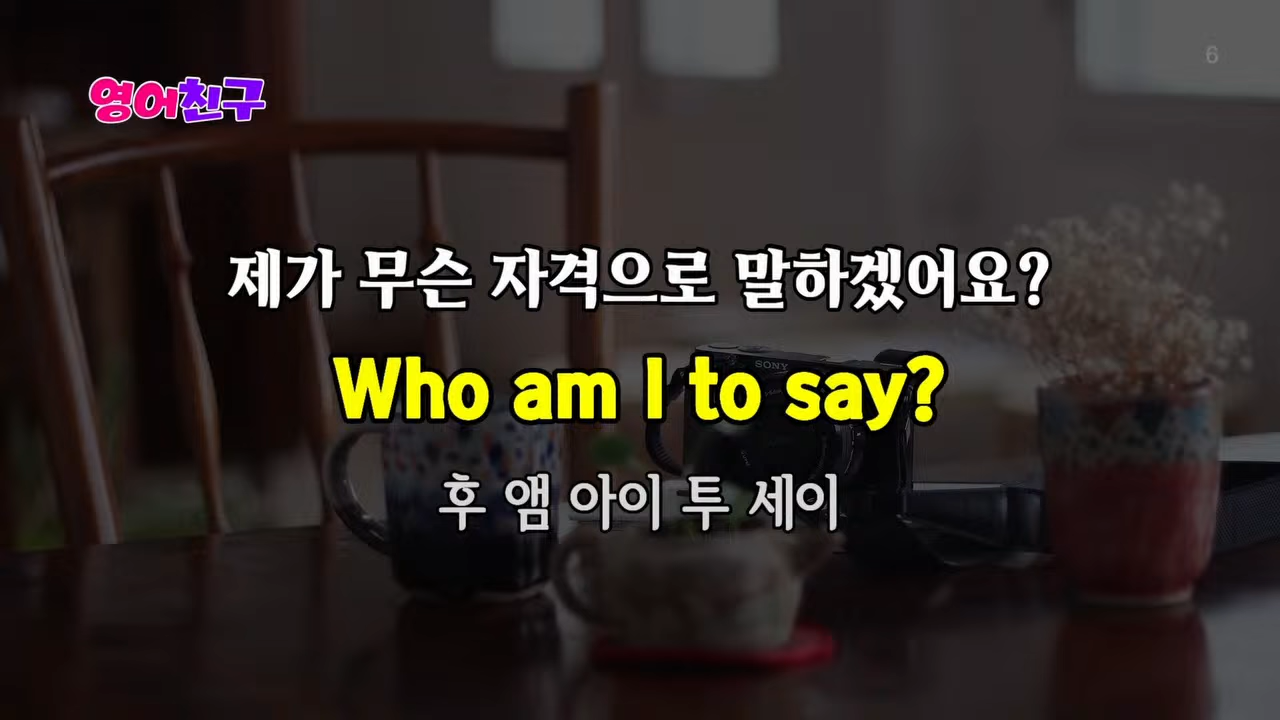 6
영어친구
제가 무슨 자격으로 말하겠어요?
SONY
Who am I to say?
후 앰 아이 투 세이